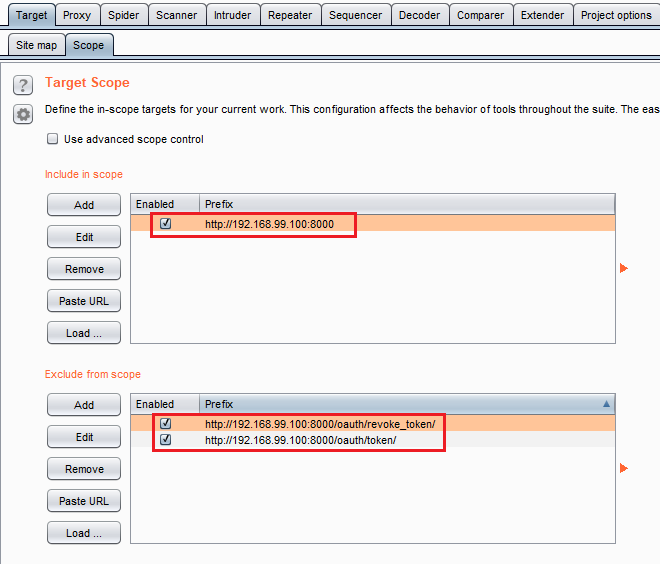 Target Proxy Spider Scanner Intruder Repeater Sequencer Decoder Comparer Extender Project options
Site map Scope
? Target Scope
Define the in-scope targets for your current work. This configuration affects the behavior of tools throughout the suite. The eas
Use advanced scope control
Include in scope
Add Enabled Prefix
http://192.168.99.100:8000
Edit
Remove
Paste URL
Load ...
Exclude from scope
Add Enabled Prefix
http://192.168.99.100:8000/oauth/revoke_token/
Edit http://192.168.99.100:8000/oauth/token/
Remove
Paste URL
Load ...